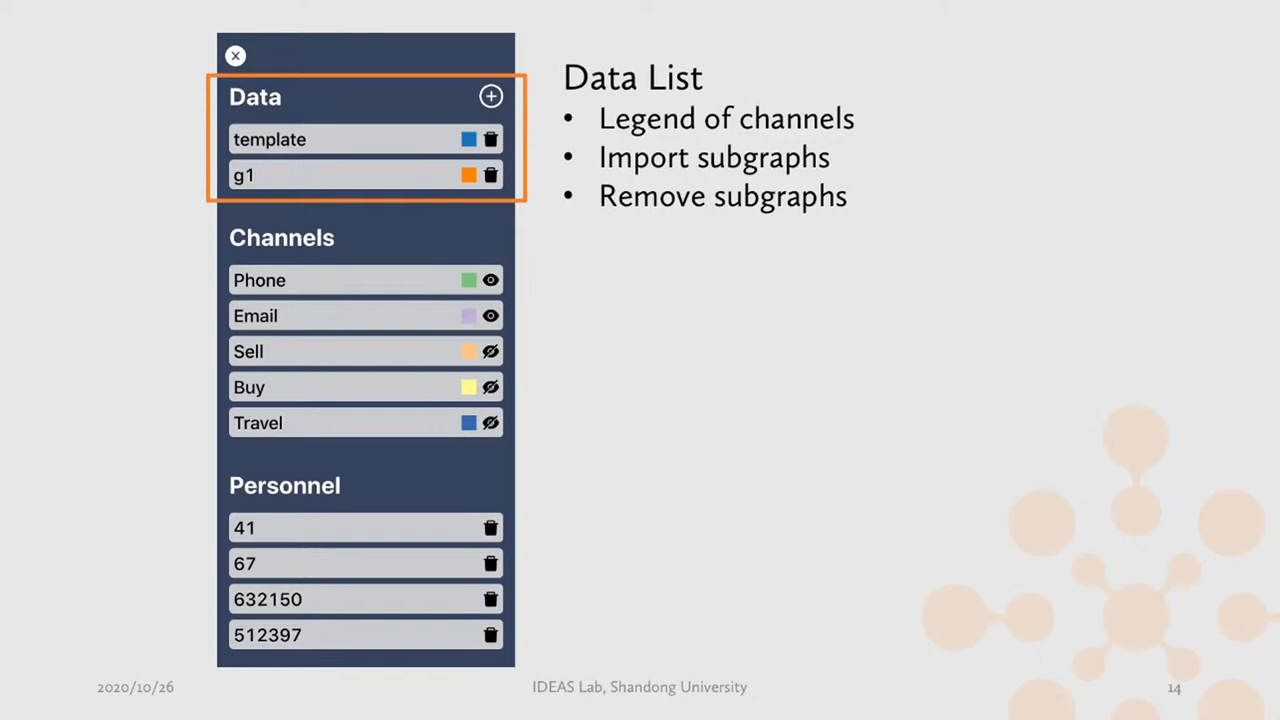 Data
template
g1
Channels
Phone
Email
Sell
Buy
Travel
Personnel
41
67
632150
512397
Data List
• Legend of channels
• Import subgraphs
• Remove subgraphs
2020/10/26
IDEAS Lab, Shandong University
14